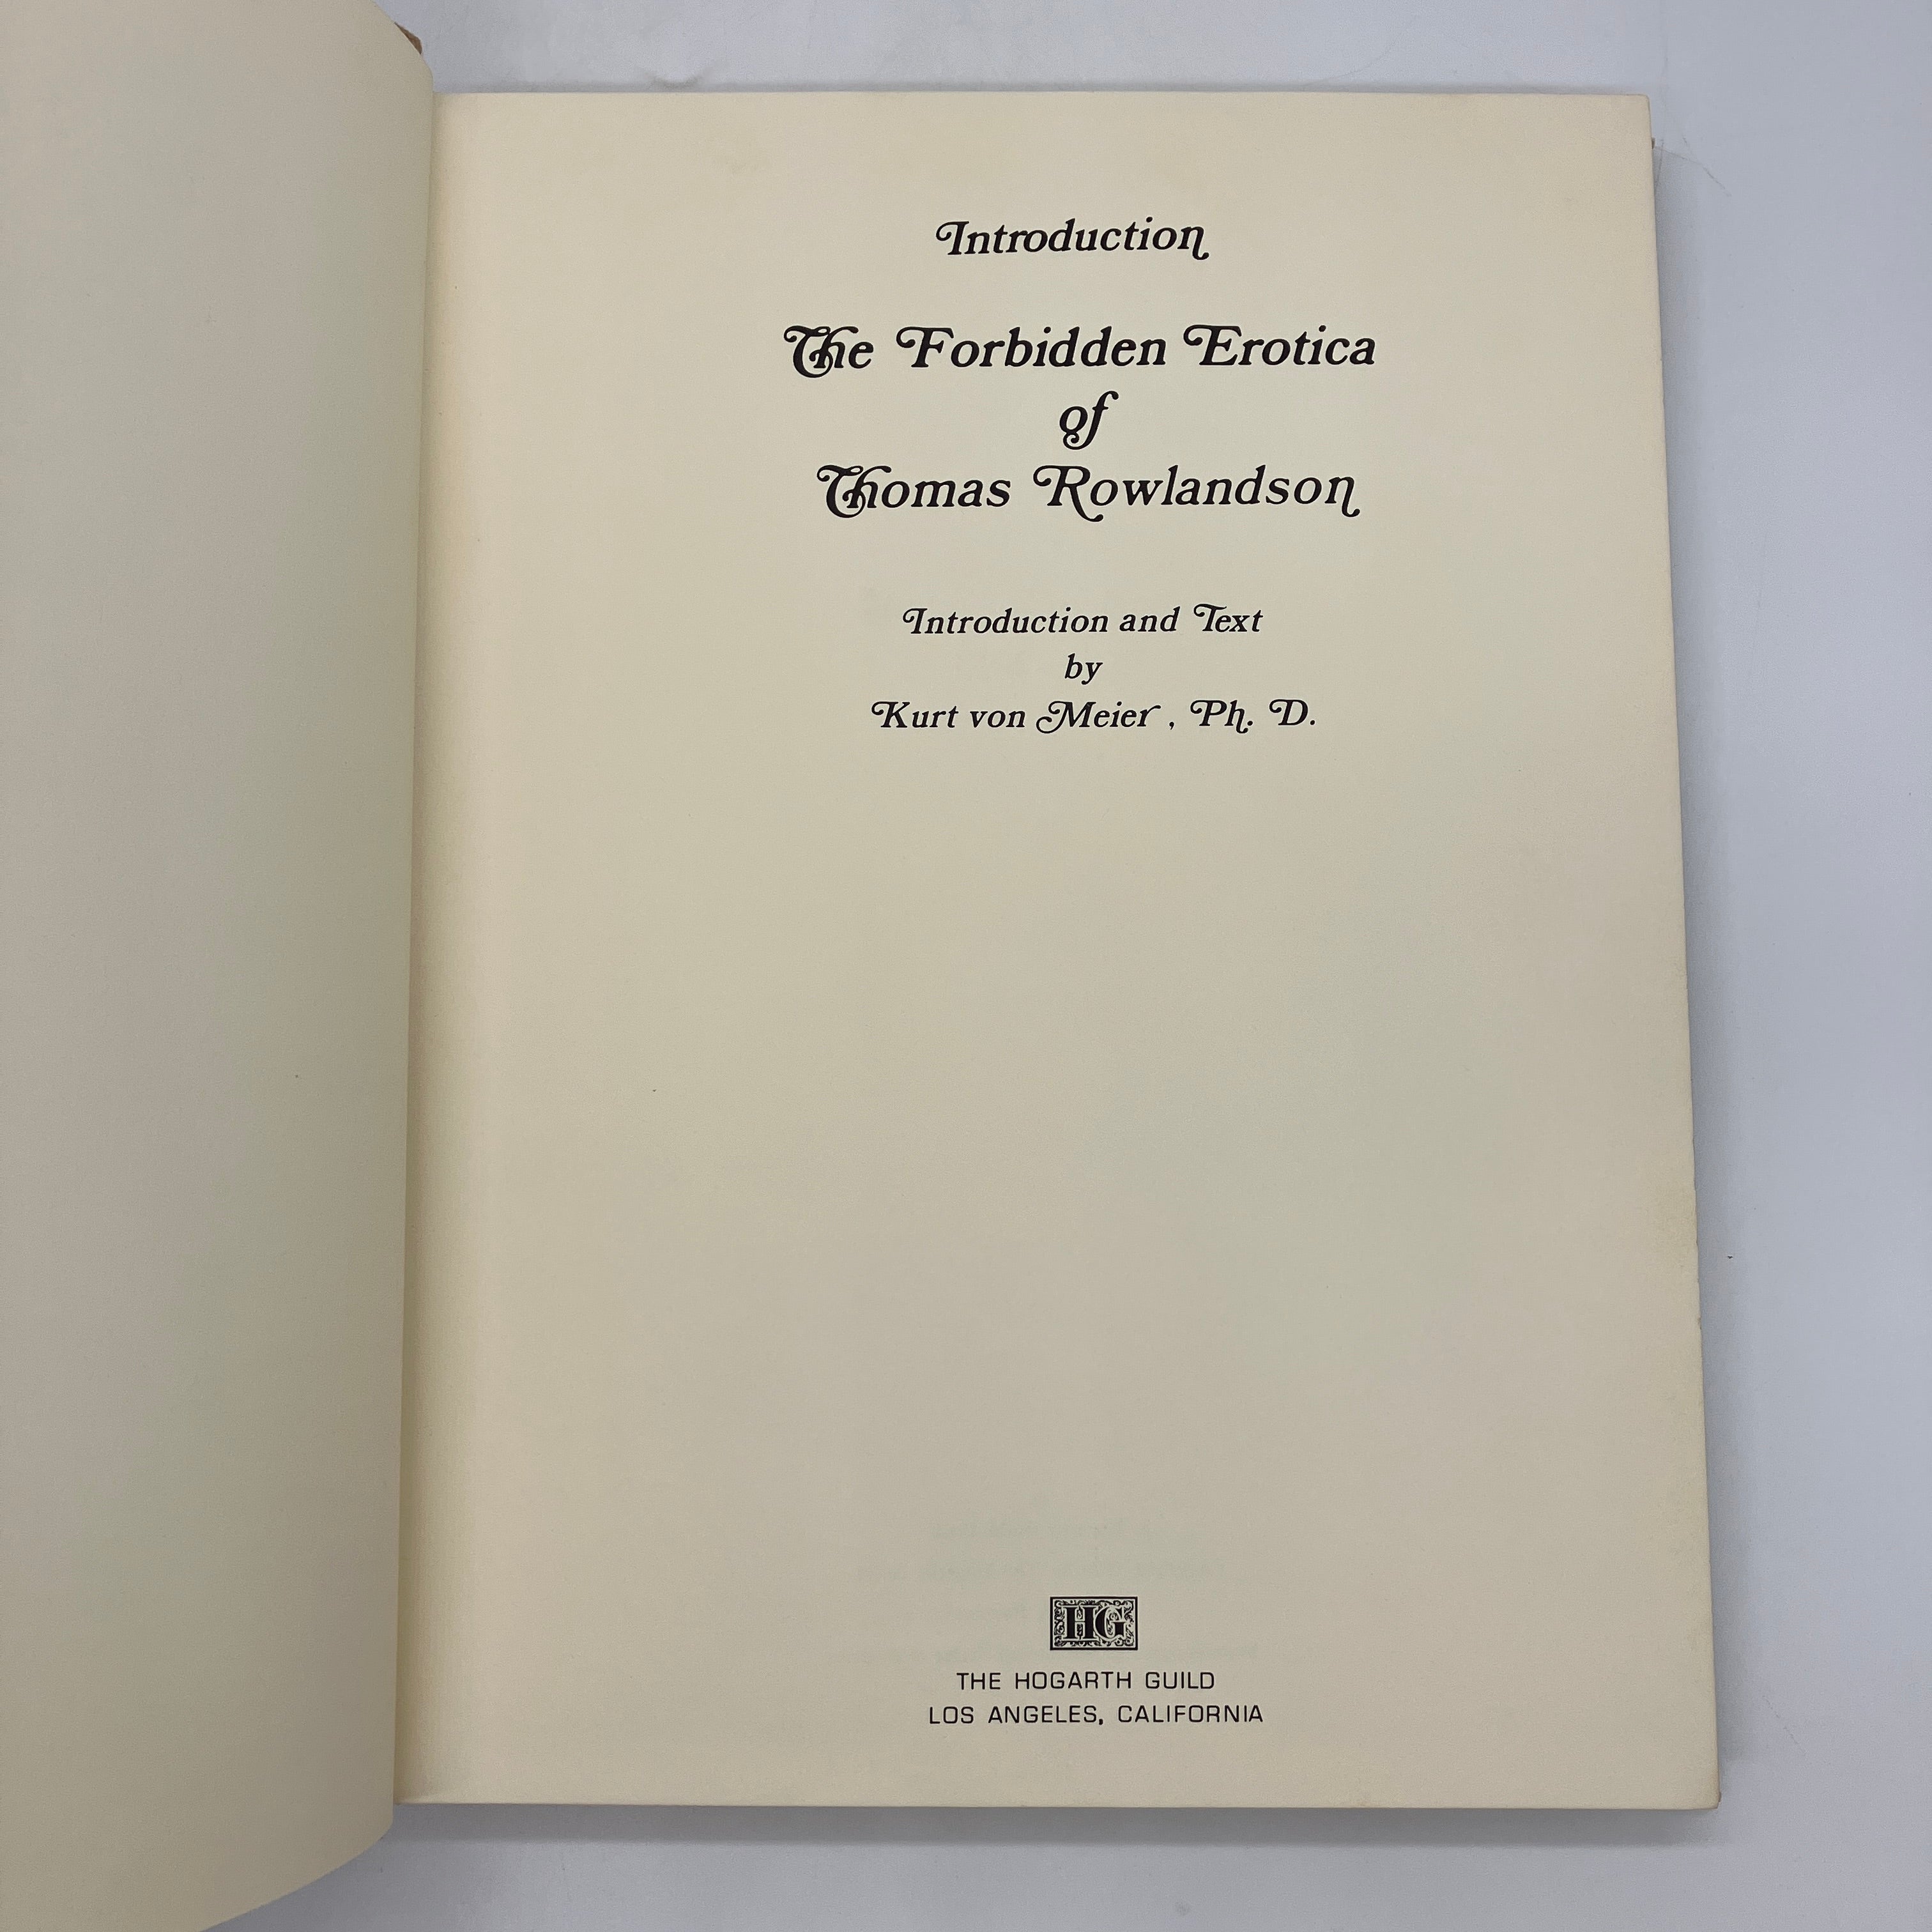 Introduction
The Forbidden Erotica
of
Thomas Rowlandson
Introduction and Text
by
Kurt von Meier, Ph. D.
HG
THE HOGARTH GUILD
LOS ANGELES, CALIFORNIA